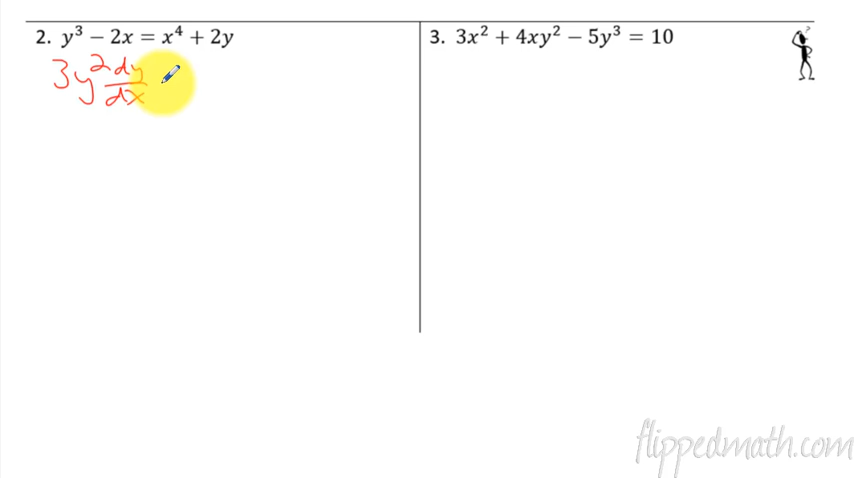 2. y³ − 2x = x⁴ + 2y
3y² dy/dx
3. 3x² + 4xy² − 5y³ = 10
?
flippedmath.com